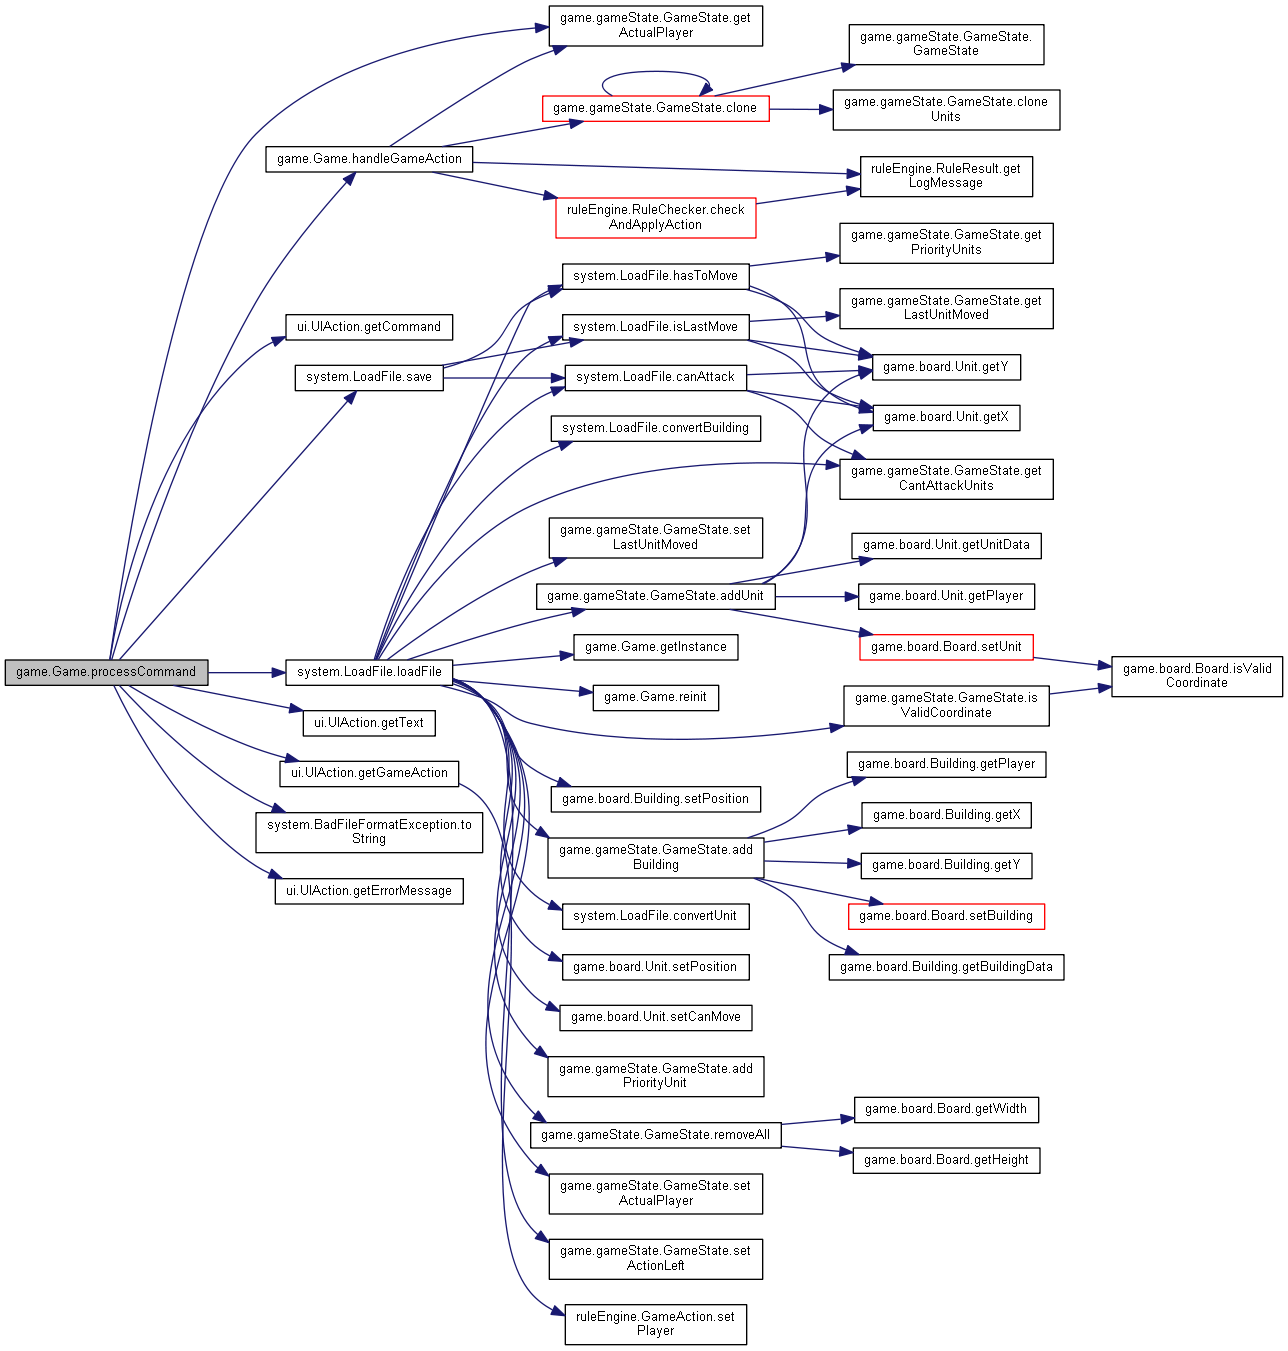 game.gameState.GameState.get
ActualPlayer
game.gameState.GameState.
GameState
game.gameState.GameState.clone
game.gameState.GameState.clone
Units
game.Game.handleGameAction
ruleEngine.RuleResult.get
LogMessage
ruleEngine.RuleChecker.check
AndApplyAction
game.gameState.GameState.get
PriorityUnits
system.LoadFile.hasToMove
game.gameState.GameState.get
LastUnitMoved
ui.UIAction.getCommand
system.LoadFile.isLastMove
game.board.Unit.getY
system.LoadFile.save
system.LoadFile.canAttack
game.board.Unit.getX
system.LoadFile.convertBuilding
game.gameState.GameState.get
CantAttackUnits
game.gameState.GameState.set
LastUnitMoved
game.board.Unit.getUnitData
game.gameState.GameState.addUnit
game.board.Unit.getPlayer
game.Game.getInstance
game.board.Board.setUnit
game.board.Board.isValid
Coordinate
game.Game.processCommand
system.LoadFile.loadFile
game.Game.reinit
game.gameState.GameState.is
ValidCoordinate
ui.UIAction.getText
game.board.Building.getPlayer
ui.UIAction.getGameAction
game.board.Building.setPosition
game.board.Building.getX
system.BadFileFormatException.to
String
game.gameState.GameState.add
Building
game.board.Building.getY
ui.UIAction.getErrorMessage
system.LoadFile.convertUnit
game.board.Board.setBuilding
game.board.Unit.setPosition
game.board.Building.getBuildingData
game.board.Unit.setCanMove
game.gameState.GameState.add
PriorityUnit
game.board.Board.getWidth
game.gameState.GameState.removeAll
game.board.Board.getHeight
game.gameState.GameState.set
ActualPlayer
game.gameState.GameState.set
ActionLeft
ruleEngine.GameAction.set
Player